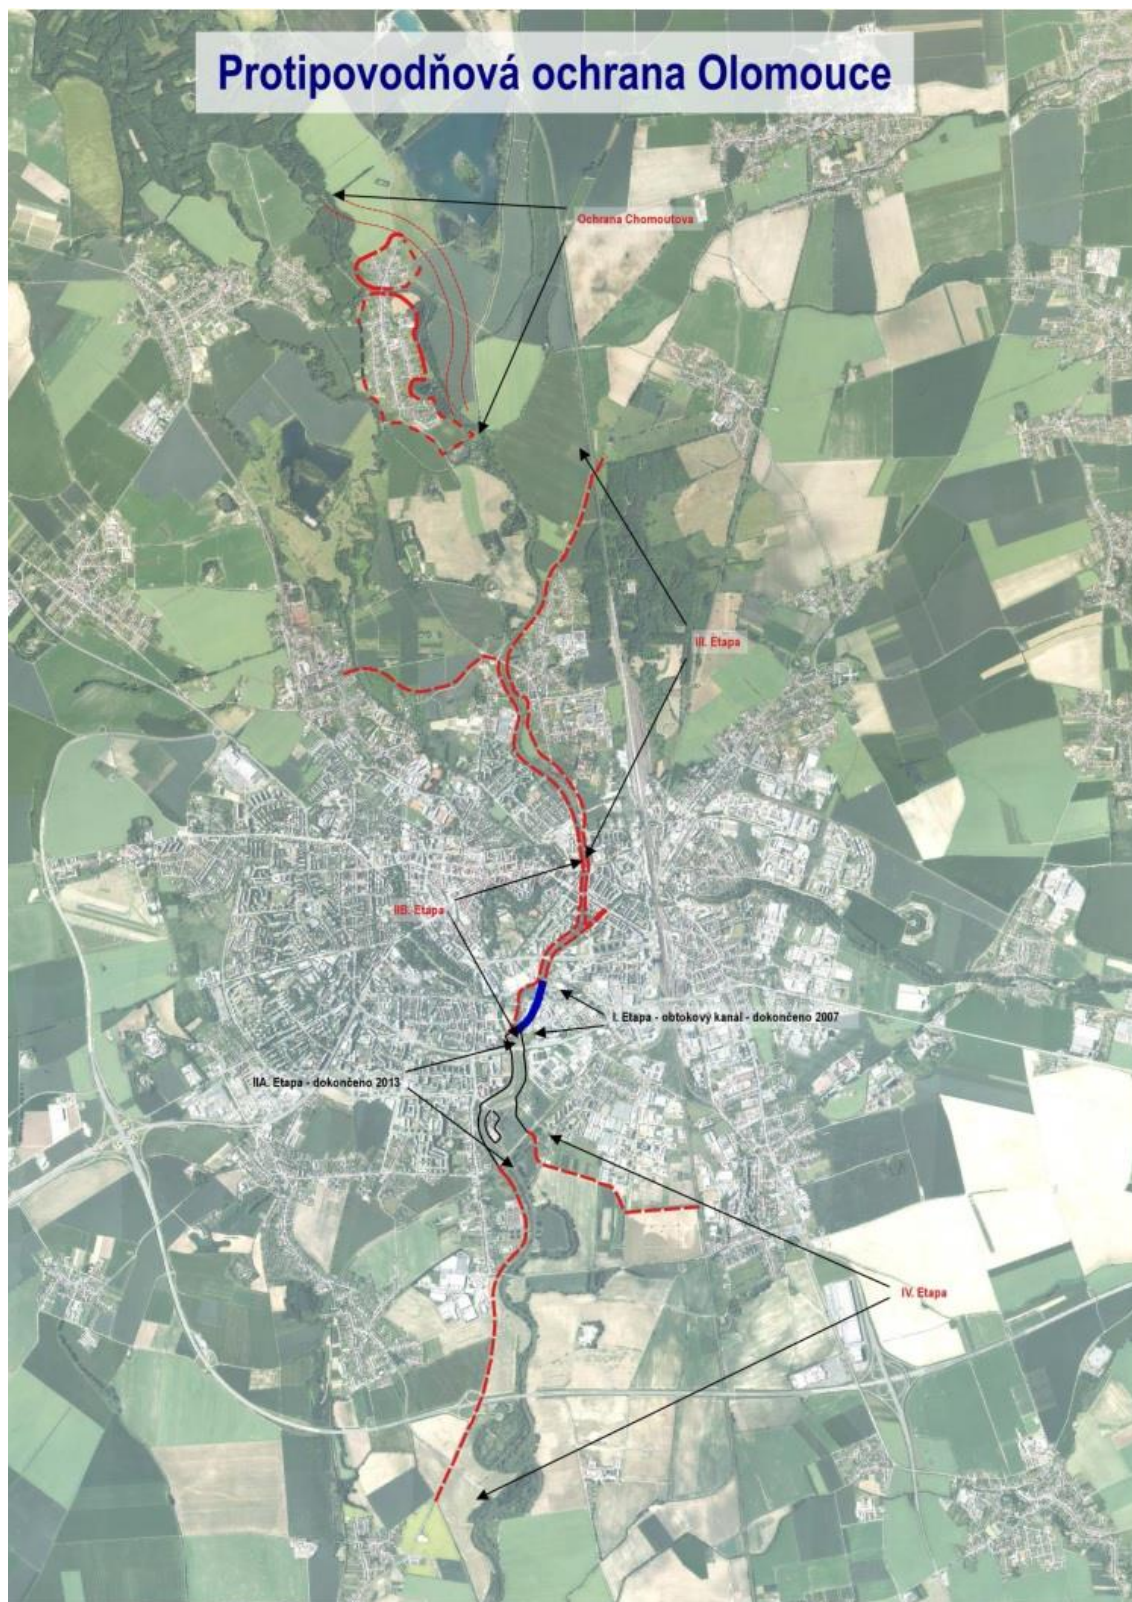 Protipovodňová ochrana Olomouce
Ochrana Chomoutova
III. Etapa
IIB. Etapa
I. Etapa - obtokový kanál - dokončeno 2007
IIA. Etapa - dokončeno 2013
IV. Etapa